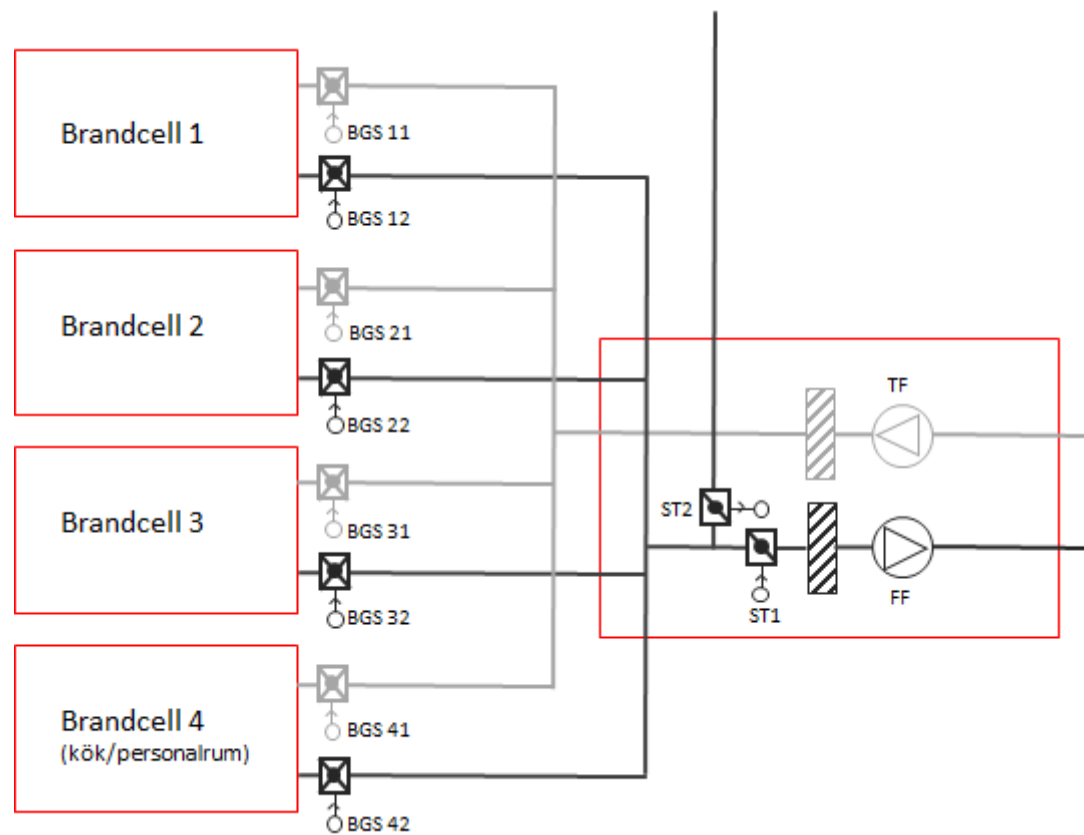 Brandcell 1
BGS 11
BGS 12
Brandcell 2
BGS 21
BGS 22
Brandcell 3
BGS 31
BGS 32
Brandcell 4
(kök/personalrum)
BGS 41
BGS 42
TF
ST2
ST1
FF